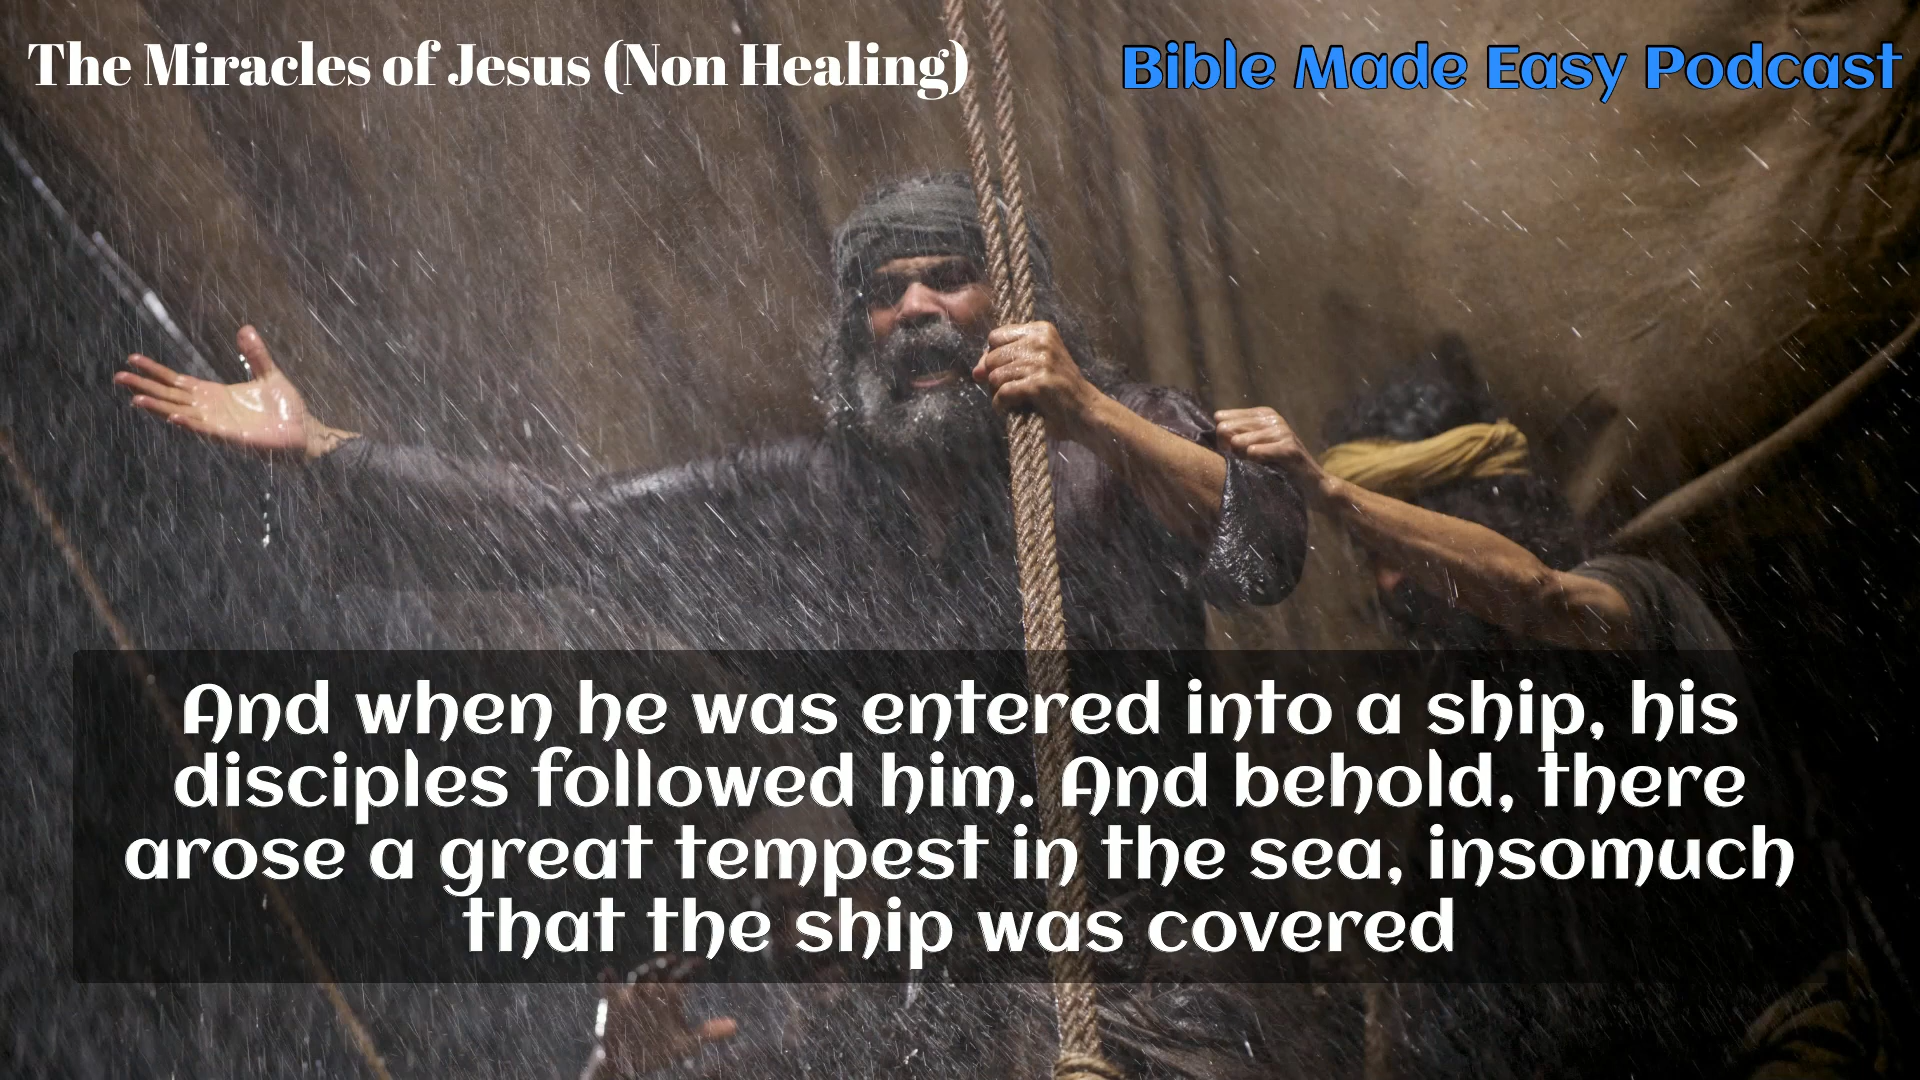 The Miracles of Jesus (Non Healing)
Bible Made Easy Podcast
And when he was entered into a ship, his
disciples followed him. And behold, there
arose a great tempest in the sea, insomuch
that the ship was covered